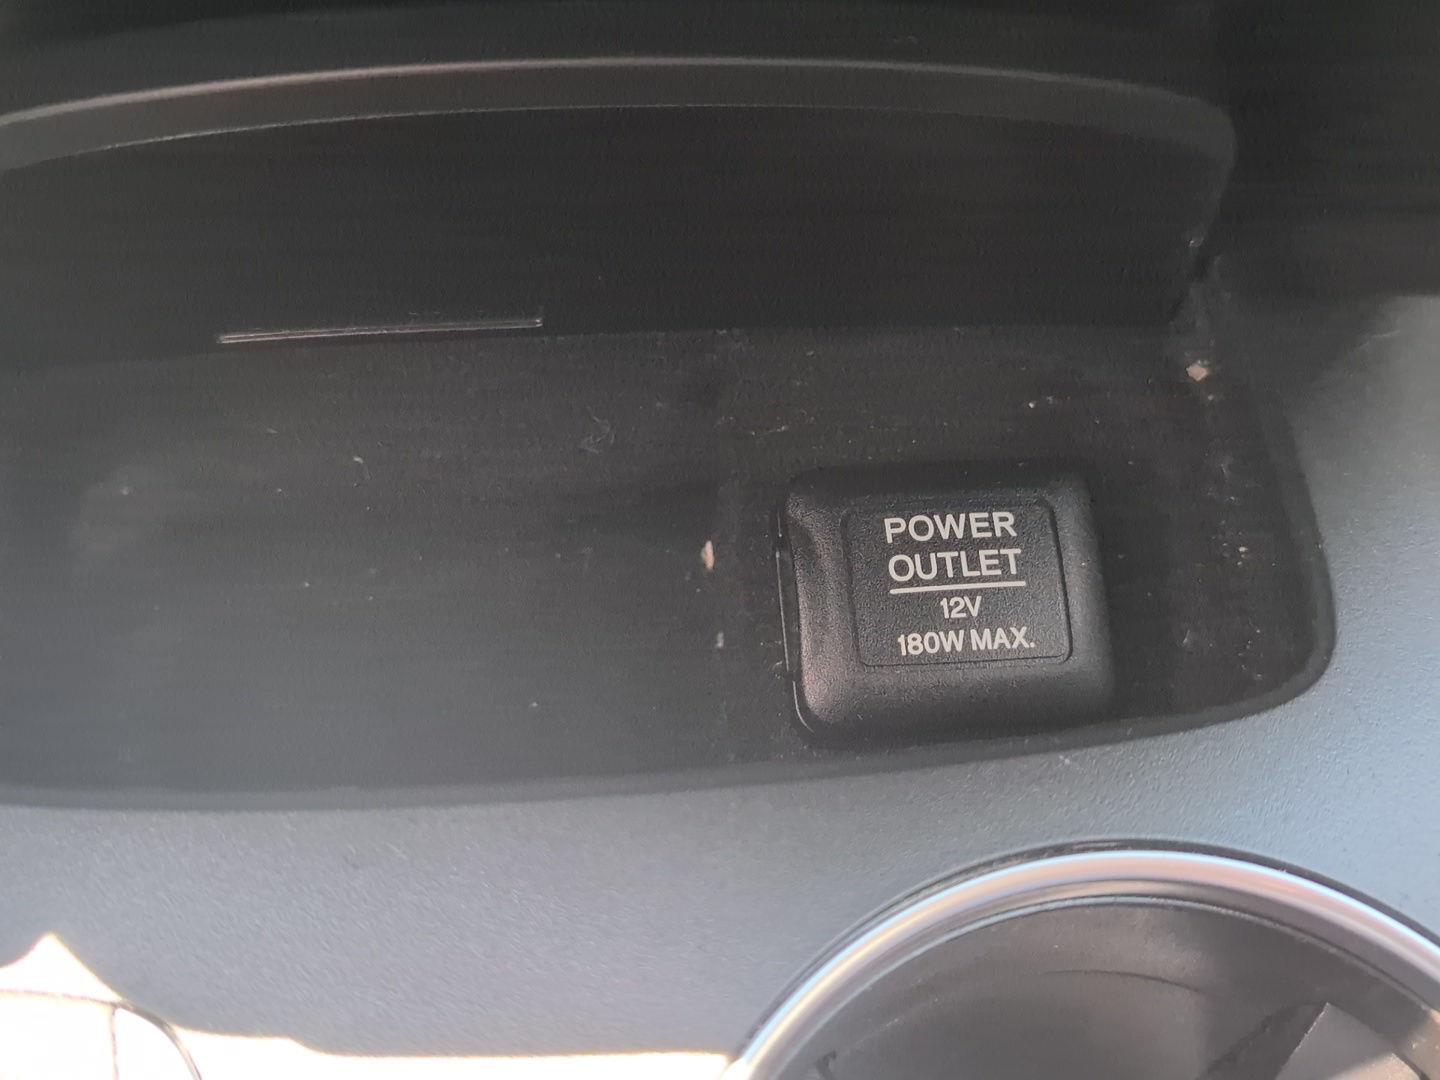 POWER
OUTLET
12V
180W MAX.